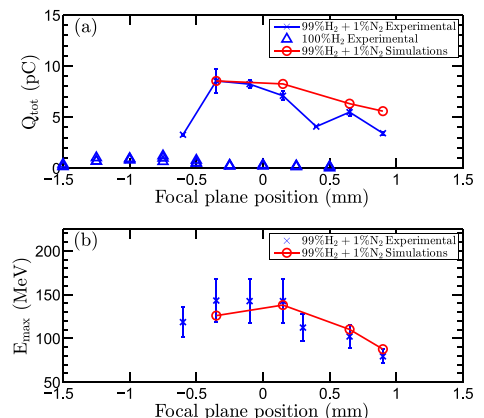 (a)
99%H₂ + 1%N₂ Experimental
100%H₂ Experimental
99%H₂ + 1%N₂ Simulations
Qtot (pC)
15
10
5
0
−1.5 −1 −0.5 0 0.5 1 1.5
Focal plane position (mm)
(b)
99%H₂ + 1%N₂ Experimental
99%H₂ + 1%N₂ Simulations
Emax (MeV)
200
150
100
50
−1.5 −1 −0.5 0 0.5 1 1.5
Focal plane position (mm)